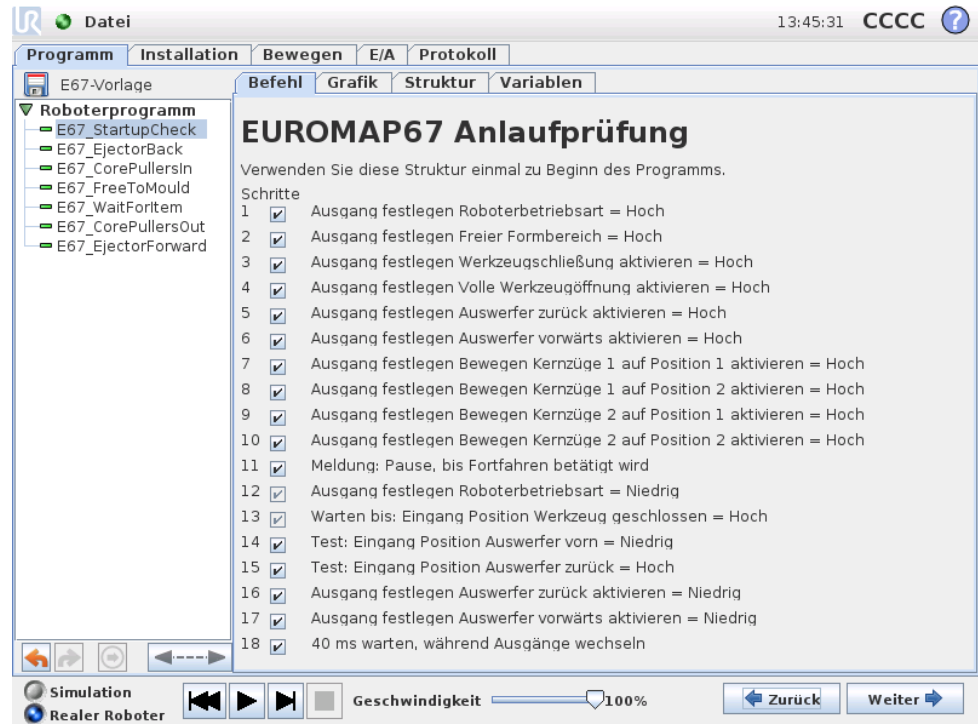 UR Datei 13:45:31 CCCC ?
Programm Installation Bewegen E/A Protokoll
E67-Vorlage
Befehl Grafik Struktur Variablen
Roboterprogramm
E67_StartupCheck
E67_EjectorBack
E67_CorePullersIn
E67_FreeToMould
E67_WaitForItem
E67_CorePullersOut
E67_EjectorForward
EUROMAP67 Anlaufprüfung
Verwenden Sie diese Struktur einmal zu Beginn des Programms.
Schritte
1 Ausgang festlegen Roboterbetriebsart = Hoch
2 Ausgang festlegen Freier Formbereich = Hoch
3 Ausgang festlegen Werkzeugschließung aktivieren = Hoch
4 Ausgang festlegen Volle Werkzeugöffnung aktivieren = Hoch
5 Ausgang festlegen Auswerfer zurück aktivieren = Hoch
6 Ausgang festlegen Auswerfer vorwärts aktivieren = Hoch
7 Ausgang festlegen Bewegen Kernzüge 1 auf Position 1 aktivieren = Hoch
8 Ausgang festlegen Bewegen Kernzüge 1 auf Position 2 aktivieren = Hoch
9 Ausgang festlegen Bewegen Kernzüge 2 auf Position 1 aktivieren = Hoch
10 Ausgang festlegen Bewegen Kernzüge 2 auf Position 2 aktivieren = Hoch
11 Meldung: Pause, bis Fortfahren betätigt wird
12 Ausgang festlegen Roboterbetriebsart = Niedrig
13 Warten bis: Eingang Position Werkzeug geschlossen = Hoch
14 Test: Eingang Position Auswerfer vorn = Niedrig
15 Test: Eingang Position Auswerfer zurück = Hoch
16 Ausgang festlegen Auswerfer zurück aktivieren = Niedrig
17 Ausgang festlegen Auswerfer vorwärts aktivieren = Niedrig
18 40 ms warten, während Ausgänge wechseln
Simulation
Realer Roboter
Geschwindigkeit 100%
Zurück Weiter